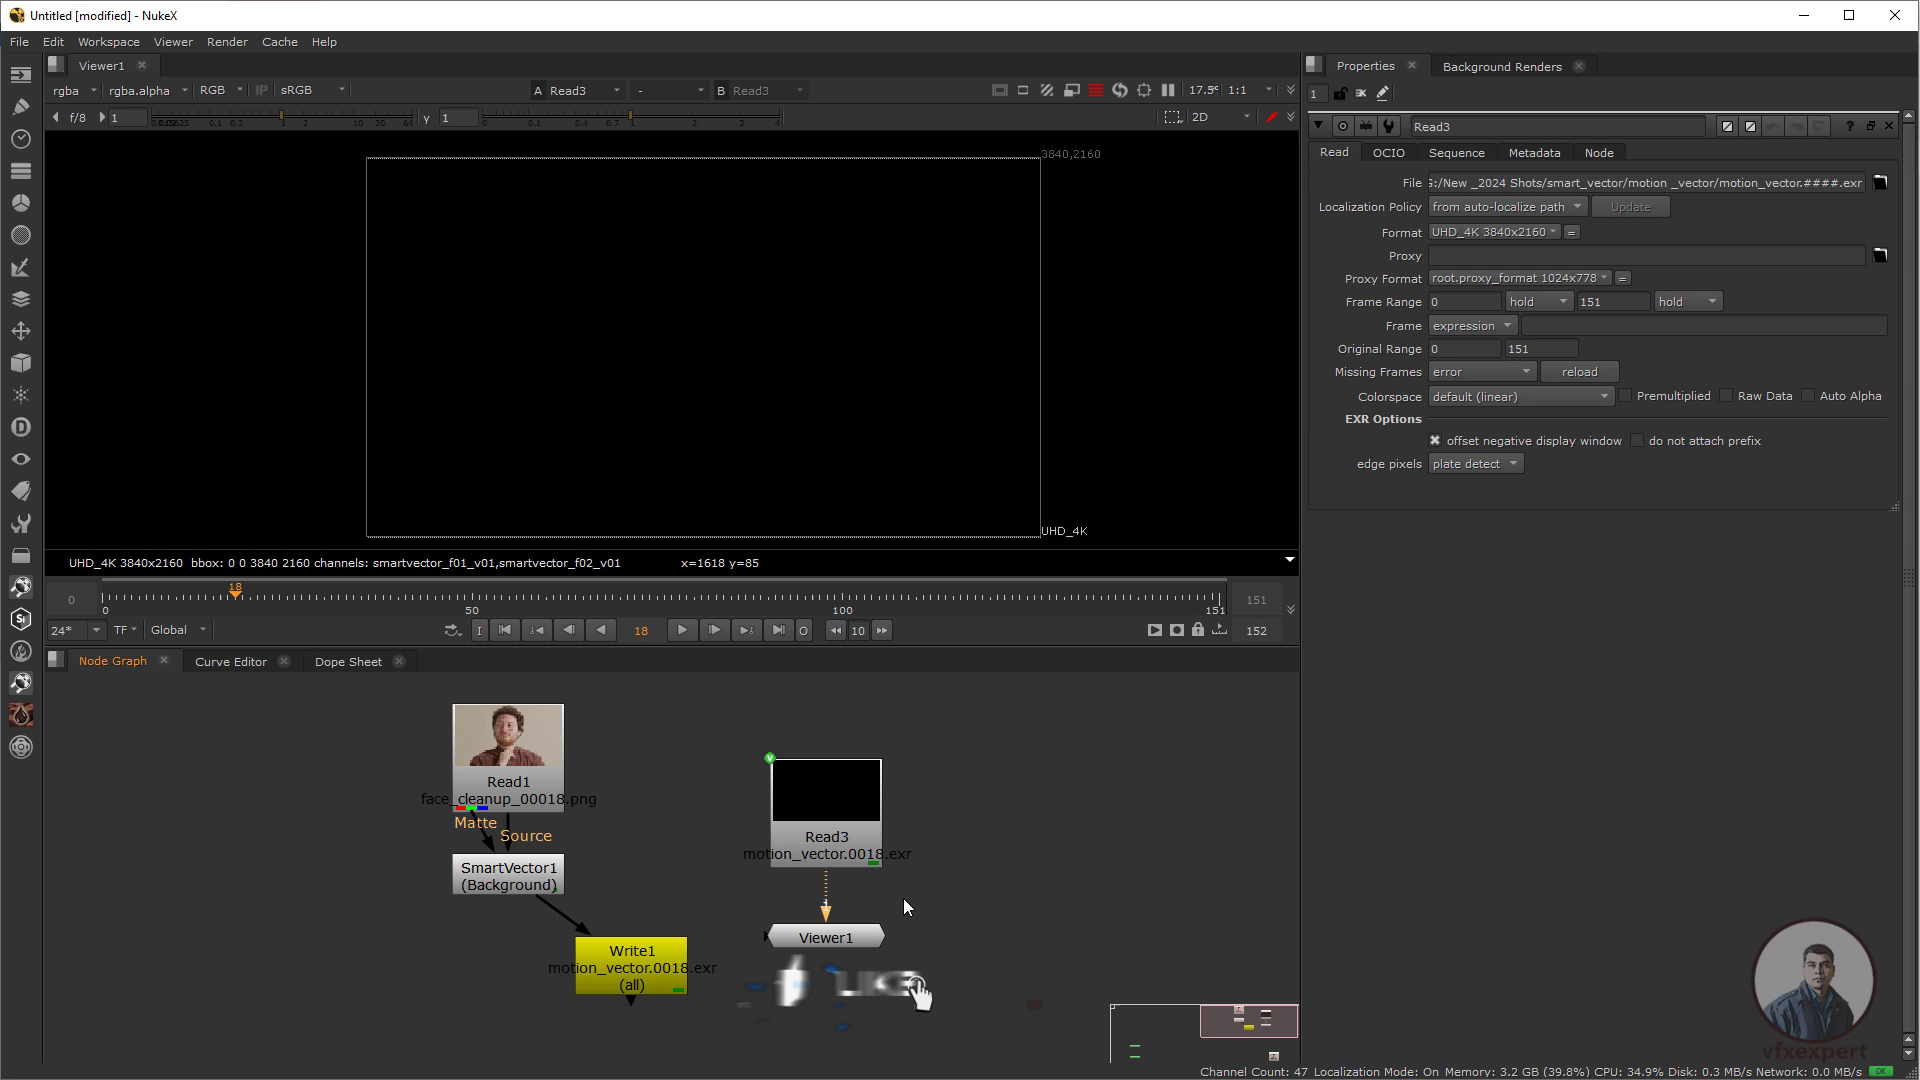 Untitled [modified] - NukeX
File Edit Workspace Viewer Render Cache Help
Viewer1
rgba rgba.alpha RGB IP sRGB A Read3 - B Read3 1:1
f/8 1 y 1 2D
3840,2160
UHD_4K
UHD_4K 3840x2160 bbox: 0 0 3840 2160 channels: smartvector_f01_v01,smartvector_f02_v01 x=1618 y=85
18
0 0 50 100 151 151
24* TF Global I 18 O 10 152
Node Graph Curve Editor Dope Sheet
Read1
face_cleanup_00018.png
Matte
Source
SmartVector1
(Background)
Write1
motion_vector.0018.exr
(all)
V
Read3
motion_vector.0018.exr
Viewer1
LIKE
Properties Background Renders
1
Read3
Read OCIO Sequence Metadata Node
File G:/New _2024 Shots/smart_vector/motion _vector/motion_vector.####.exr
Localization Policy from auto-localize path Update
Format UHD_4K 3840x2160 =
Proxy
Proxy Format root.proxy_format 1024x778 =
Frame Range 0 hold 151 hold
Frame expression
Original Range 0 151
Missing Frames error reload
Colorspace default (linear) Premultiplied Raw Data Auto Alpha
EXR Options
offset negative display window do not attach prefix
edge pixels plate detect
vfxexpert
Channel Count: 47 Localization Mode: On Memory: 3.2 GB (39.8%) CPU: 34.9% Disk: 0.3 MB/s Network: 0.0 MB/s OK